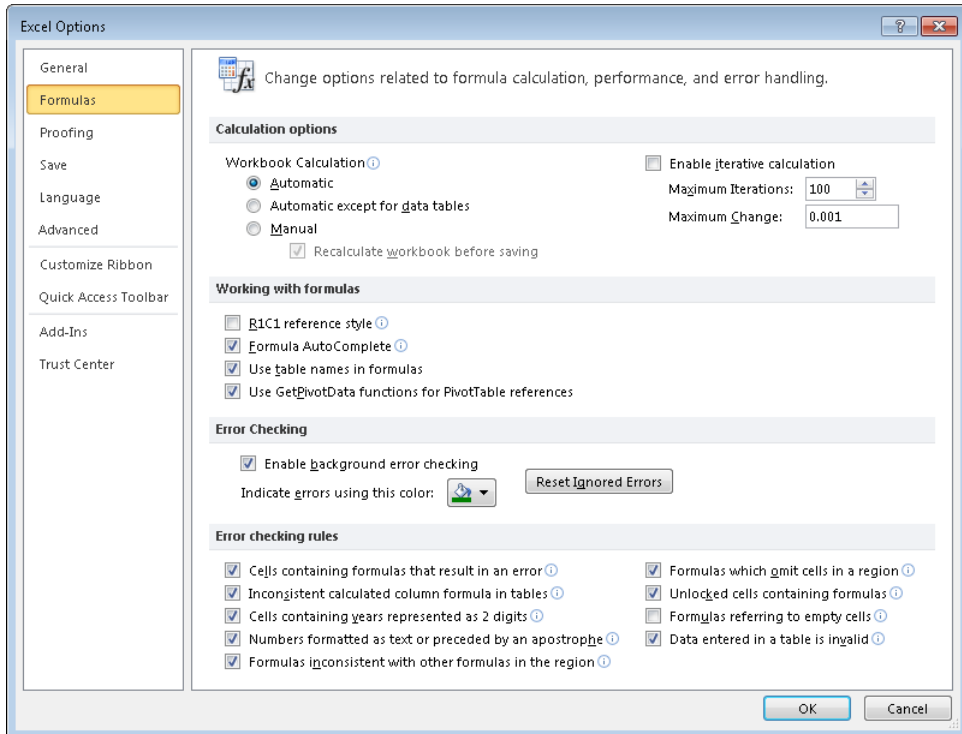 Excel Options
General
Formulas
Proofing
Save
Language
Advanced
Customize Ribbon
Quick Access Toolbar
Add-Ins
Trust Center
Change options related to formula calculation, performance, and error handling.
Calculation options
Workbook Calculation
Automatic
Automatic except for data tables
Manual
Recalculate workbook before saving
Enable iterative calculation
Maximum Iterations: 100
Maximum Change: 0.001
Working with formulas
R1C1 reference style
Formula AutoComplete
Use table names in formulas
Use GetPivotData functions for PivotTable references
Error Checking
Enable background error checking
Indicate errors using this color:
Reset Ignored Errors
Error checking rules
Cells containing formulas that result in an error
Inconsistent calculated column formula in tables
Cells containing years represented as 2 digits
Numbers formatted as text or preceded by an apostrophe
Formulas inconsistent with other formulas in the region
Formulas which omit cells in a region
Unlocked cells containing formulas
Formulas referring to empty cells
Data entered in a table is invalid
OK
Cancel